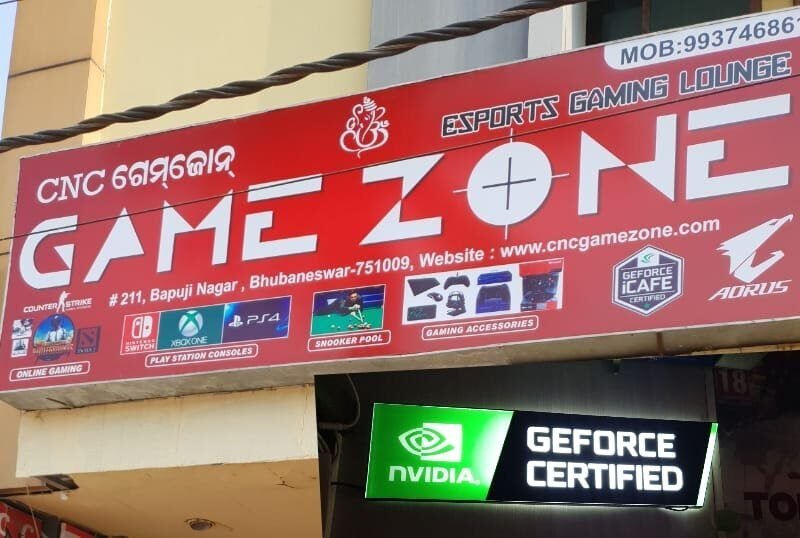 MOB:99374686
ESPORTS GAMING LOUNGE
CNC ଗେମ୍‌ଜୋନ୍
GAME ZONE
# 211, Bapuji Nagar , Bhubaneswar-751009, Website : www.cncgamezone.com
COUNTER STRIKE
ONLINE GAMING
NINTENDO
SWITCH
XBOX ONE
PS4
PLAY STATION CONSOLES
SNOOKER POOL
GAMING ACCESSORIES
GEFORCE
iCAFE
CERTIFIED
AORUS
NVIDIA
GEFORCE
CERTIFIED
18
TO